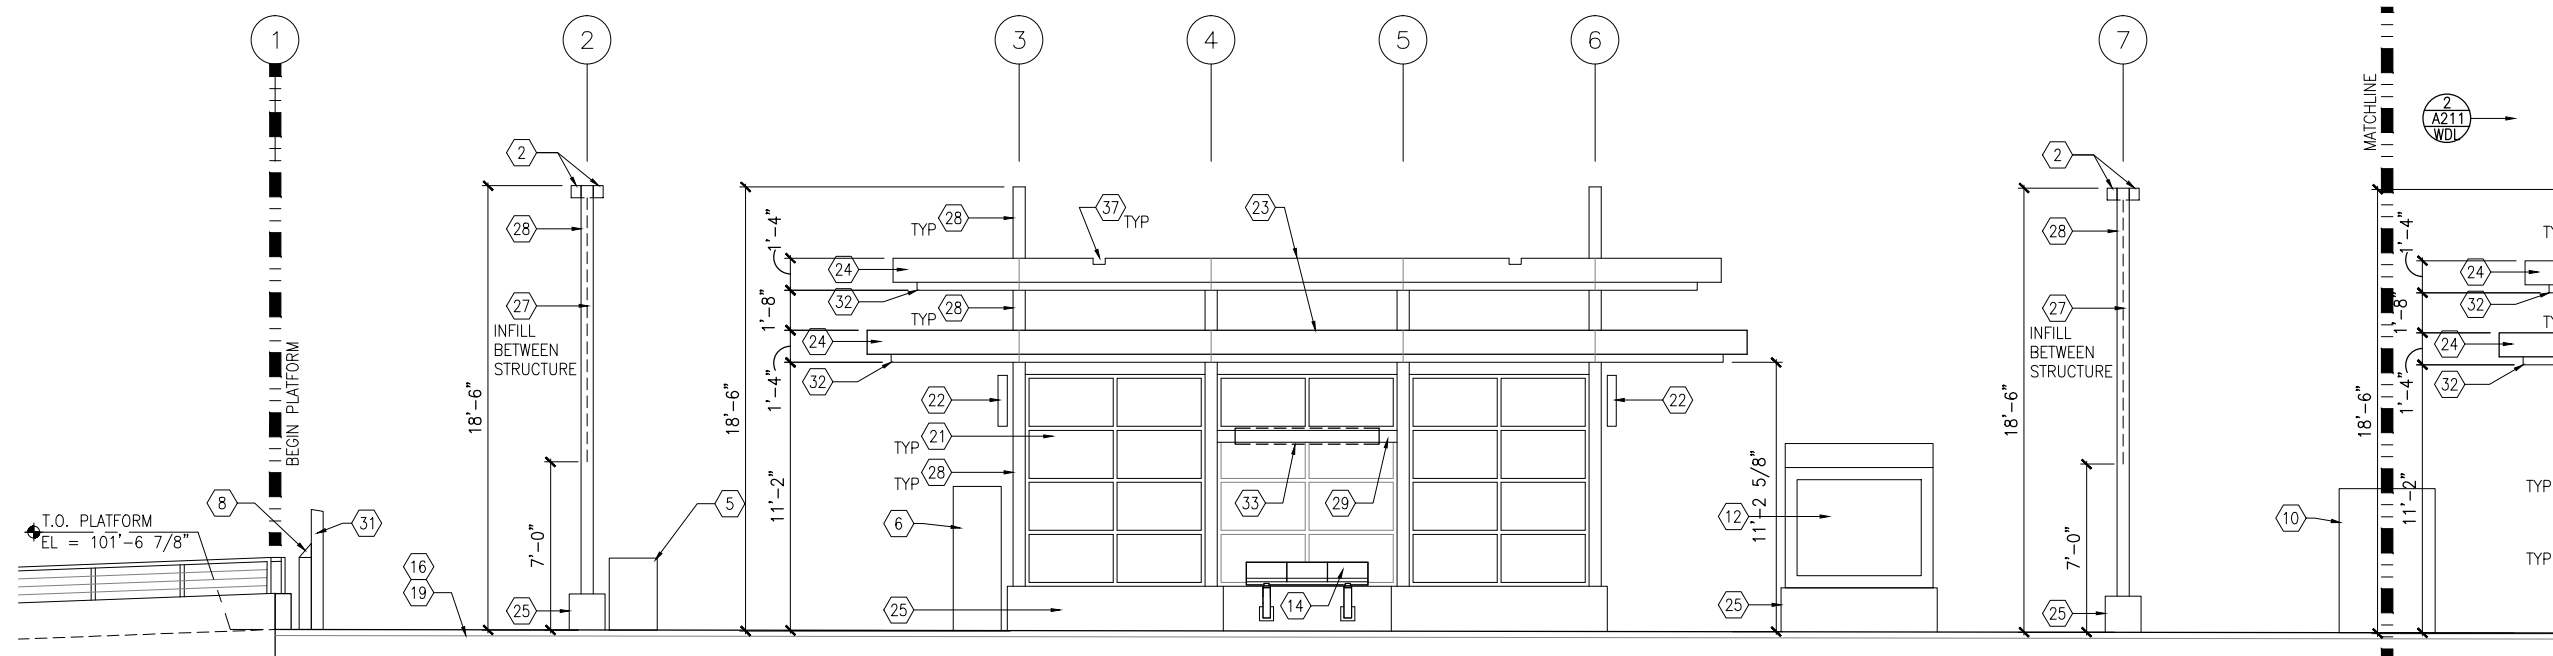 1
2
3
4
5
6
7
MATCHLINE
2
A211
WDL
2
2
28
TYP
28
37
TYP
23
28
1'-4"
1'-4"
TY
24
24
32
TYP
28
32
27
27
1'-8"
1'-8"
TY
INFILL
BETWEEN
STRUCTURE
INFILL
BETWEEN
STRUCTURE
24
24
32
32
1'-4"
1'-4"
18'-6"
18'-6"
18'-6"
18'-6"
BEGIN PLATFORM
22
22
TYP
21
TYP
28
33
29
8
31
5
6
12
10
TYP
11'-2"
11'-2 5/8"
11'-2"
T.O. PLATFORM
EL = 101'-6 7/8"
7'-0"
7'-0"
TYP
16
19
25
25
14
25
25